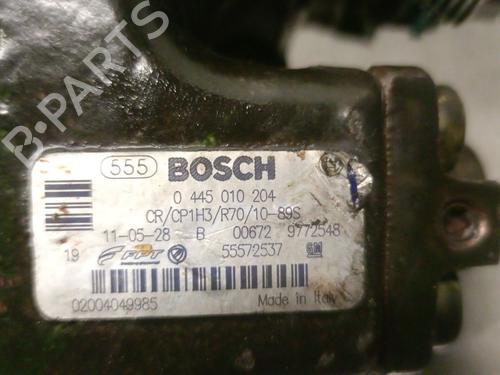 B-PARTS
555 BOSCH
0 445 010 204
CR/CP1H3/R70/10-89S
11-05-28 B 00672 9772548
19 FPT 55572537 GM
02004049985 Made in Italy